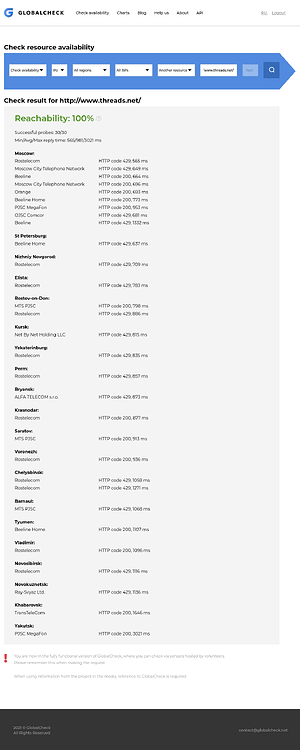 GLOBALCHECK
Check availability Charts Blog Help us About API
RU Logout
Check resource availability
Check availability IPv All regions All ISPs Another resource www.threads.net/
Check result for http://www.threads.net/
Reachability: 100%
Successful probes: 30/30
Min/Avg/Max reply time: 565/981/3021 ms
Moscow:
Rostelecom HTTP code 429, 565 ms
Moscow City Telephone Network HTTP code 429, 649 ms
Beeline HTTP code 200, 664 ms
Moscow City Telephone Network HTTP code 200, 606 ms
Orange HTTP code 200, 693 ms
Beeline Home HTTP code 200, 773 ms
PJSC MegaFon HTTP code 200, 953 ms
OJSC Comcor HTTP code 429, 681 ms
Beeline HTTP code 429, 1332 ms
St Petersburg:
Beeline Home HTTP code 429, 637 ms
Nizhniy Novgorod:
Rostelecom HTTP code 429, 709 ms
Elista:
Rostelecom HTTP code 429, 783 ms
Rostov-on-Don:
MTS PJSC HTTP code 200, 798 ms
Rostelecom HTTP code 429, 886 ms
Kursk:
Net By Net Holding LLC HTTP code 429, 815 ms
Yekaterinburg:
Rostelecom HTTP code 429, 835 ms
Perm:
Rostelecom HTTP code 429, 857 ms
Bryansk:
ALFA TELECOM s.r.o. HTTP code 429, 873 ms
Krasnodar:
Rostelecom HTTP code 200, 877 ms
Saratov:
MTS PJSC HTTP code 200, 913 ms
Voronezh:
Rostelecom HTTP code 200, 936 ms
Chelyabinsk:
Rostelecom HTTP code 429, 1058 ms
Rostelecom HTTP code 429, 1271 ms
Barnaul:
MTS PJSC HTTP code 429, 1065 ms
Tyumen:
Beeline Home HTTP code 200, 1107 ms
Vladimir:
Rostelecom HTTP code 200, 1096 ms
Novosibirsk:
Rostelecom HTTP code 429, 1116 ms
Novokuznetsk:
Ray-Svyaz Ltd. HTTP code 429, 1136 ms
Khabarovsk:
TransTeleCom HTTP code 200, 1646 ms
Yakutsk:
PJSC MegaFon HTTP code 200, 3021 ms
You are now in the fully functional version of GlobalCheck, where you can check via persons hosted by volunteers.
Please remember this when making the request.
When using information from the project in the media, reference to GlobalCheck is required.
2021 © GlobalCheck
All Rights Reserved
contact@globalcheck.net